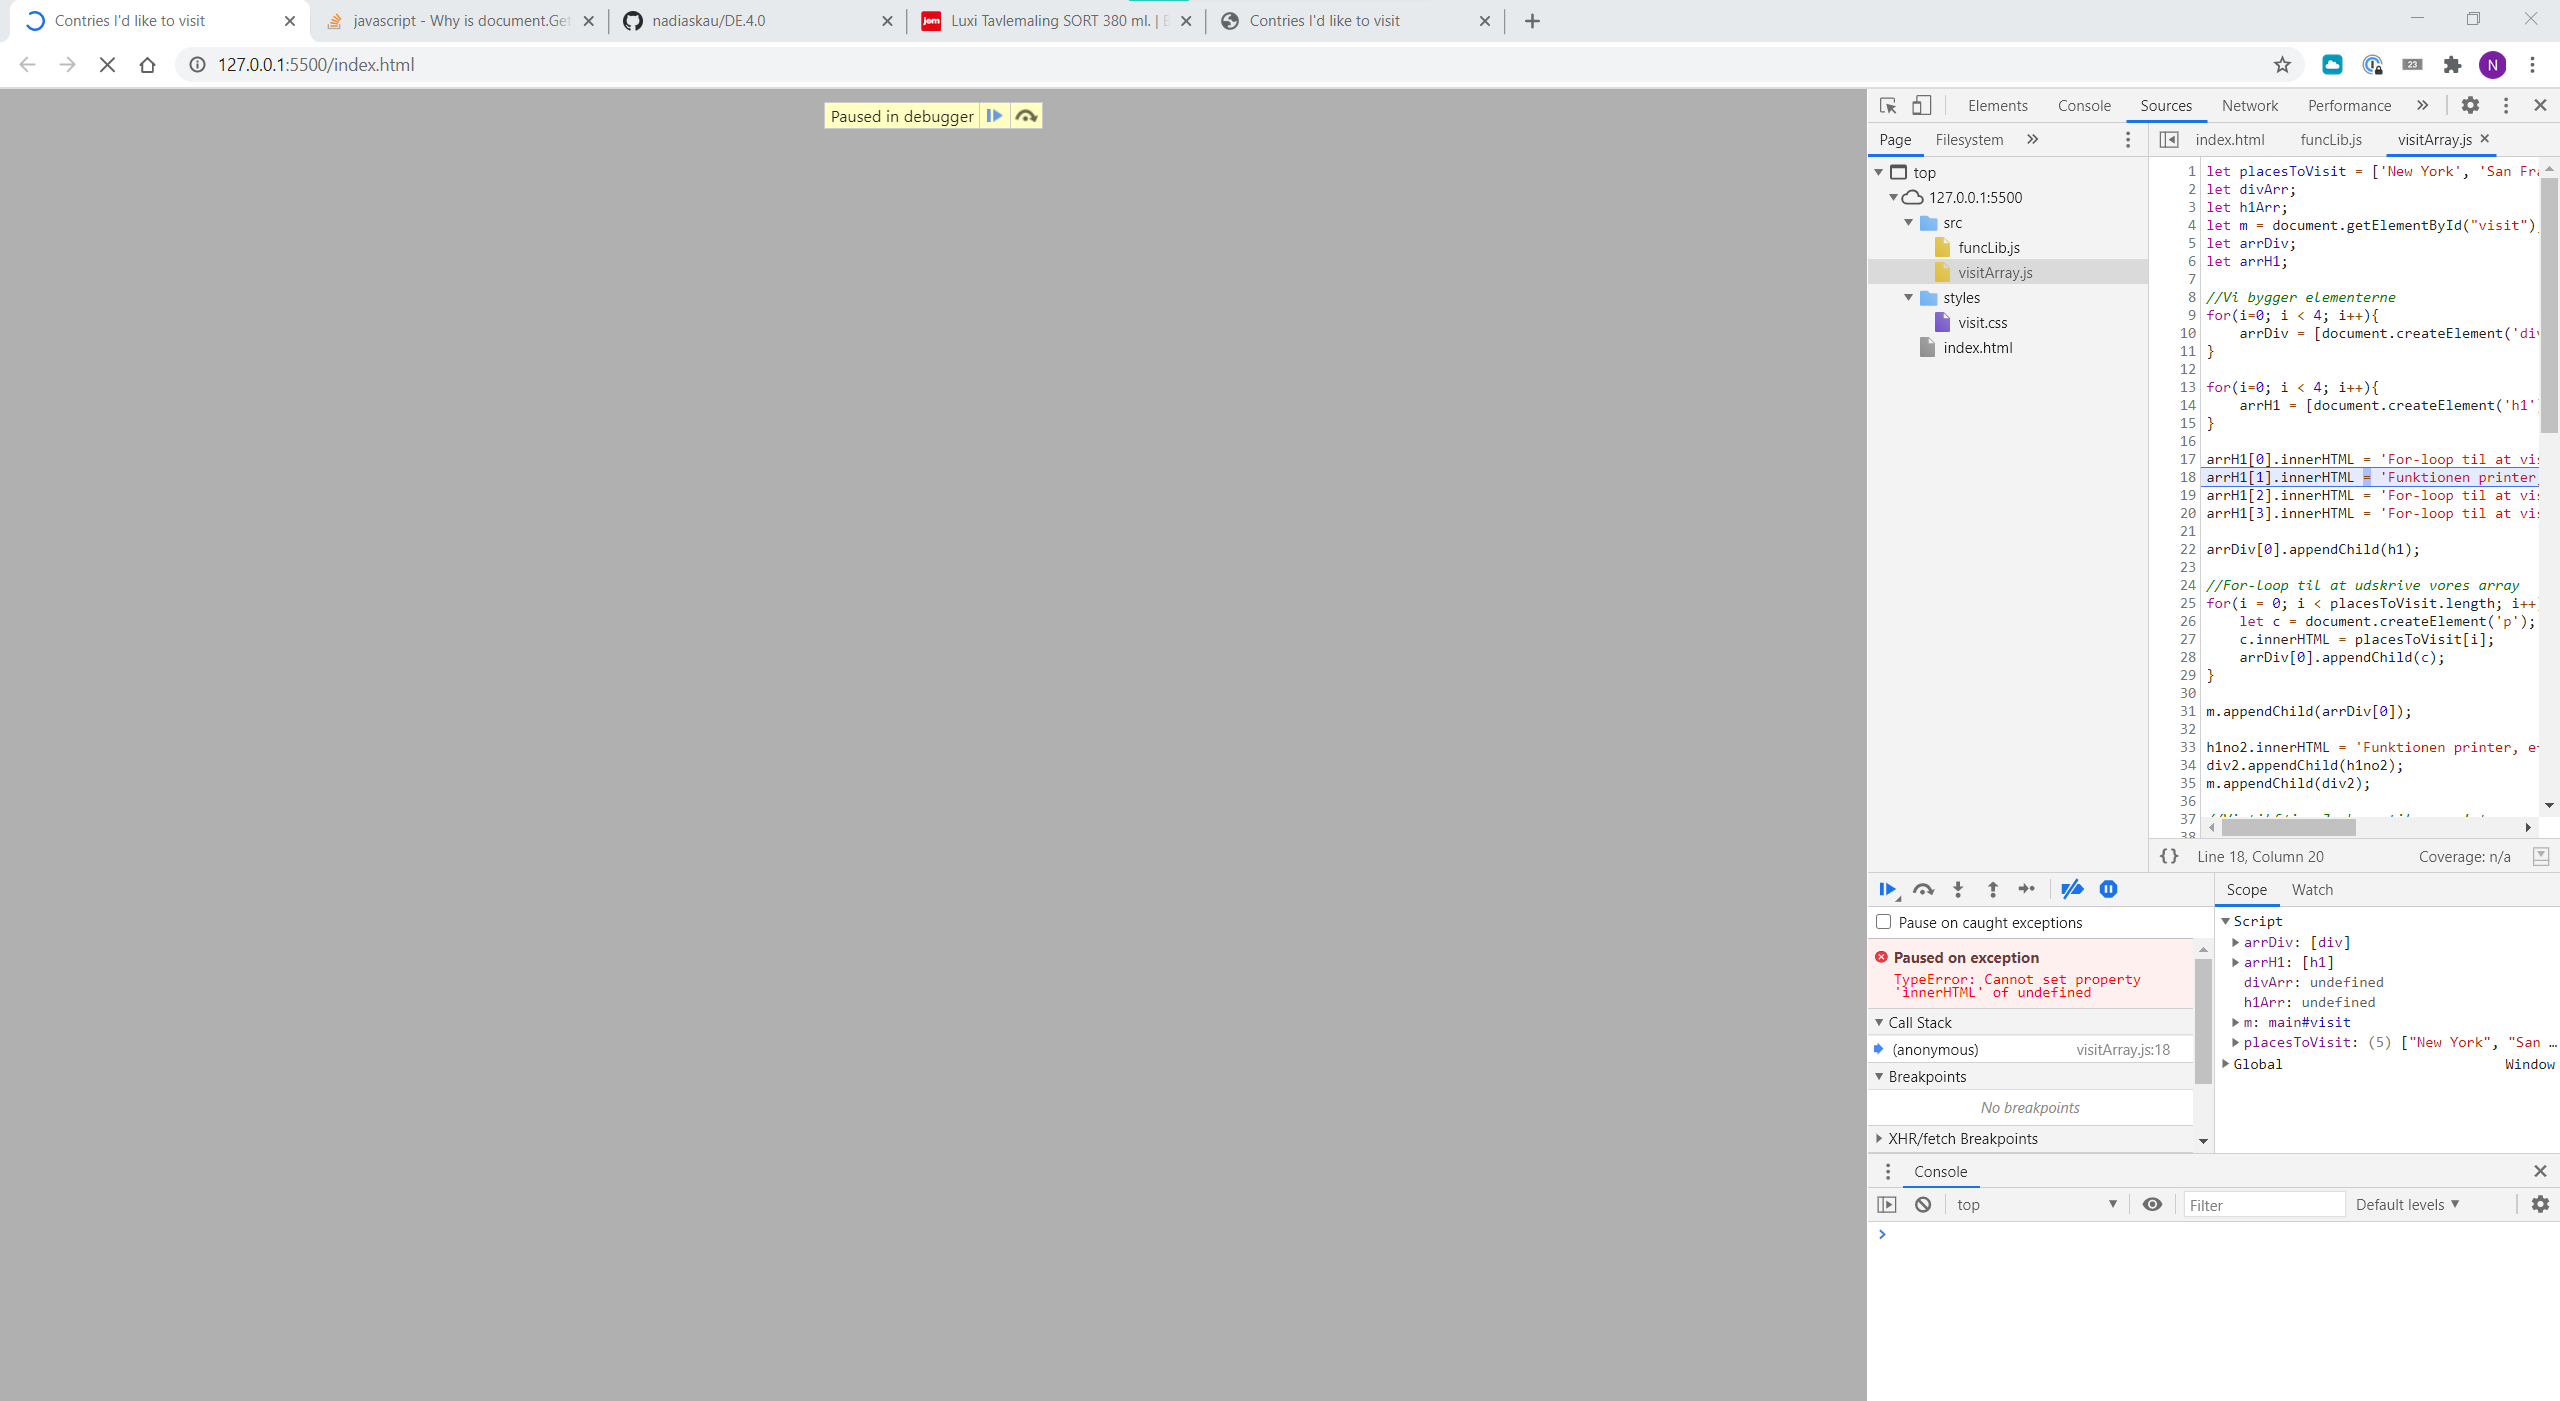 Contries I'd like to visit
javascript - Why is document.Get
nadiaskau/DE.4.0
jem
Luxi Tavlemaling SORT 380 ml. |
Contries I'd like to visit
127.0.0.1:5500/index.html
23
N
Paused in debugger
Elements
Console
Sources
Network
Performance
Page
Filesystem
index.html
funcLib.js
visitArray.js
top
127.0.0.1:5500
src
funcLib.js
visitArray.js
styles
visit.css
index.html
1 let placesToVisit = ['New York', 'San Fra
2 let divArr;
3 let h1Arr;
4 let m = document.getElementById("visit")
5 let arrDiv;
6 let arrH1;
7
8 //Vi bygger elementerne
9 for(i=0; i < 4; i++){
10 arrDiv = [document.createElement('div
11 }
12
13 for(i=0; i < 4; i++){
14 arrH1 = [document.createElement('h1'
15 }
16
17 arrH1[0].innerHTML = 'For-loop til at vis
18 arrH1[1].innerHTML = 'Funktionen printer,
19 arrH1[2].innerHTML = 'For-loop til at vis
20 arrH1[3].innerHTML = 'For-loop til at vis
21
22 arrDiv[0].appendChild(h1);
23
24 //For-loop til at udskrive vores array
25 for(i = 0; i < placesToVisit.length; i++
26 let c = document.createElement('p');
27 c.innerHTML = placesToVisit[i];
28 arrDiv[0].appendChild(c);
29 }
30
31 m.appendChild(arrDiv[0]);
32
33 h1no2.innerHTML = 'Funktionen printer, e
34 div2.appendChild(h1no2);
35 m.appendChild(div2);
36
37
38
{} Line 18, Column 20
Coverage: n/a
Pause on caught exceptions
Paused on exception
TypeError: Cannot set property
'innerHTML' of undefined
Call Stack
(anonymous) visitArray.js:18
Breakpoints
No breakpoints
XHR/fetch Breakpoints
Scope
Watch
Script
arrDiv: [div]
arrH1: [h1]
divArr: undefined
h1Arr: undefined
m: main#visit
placesToVisit: (5) ["New York", "San …
Global Window
Console
top
Filter
Default levels